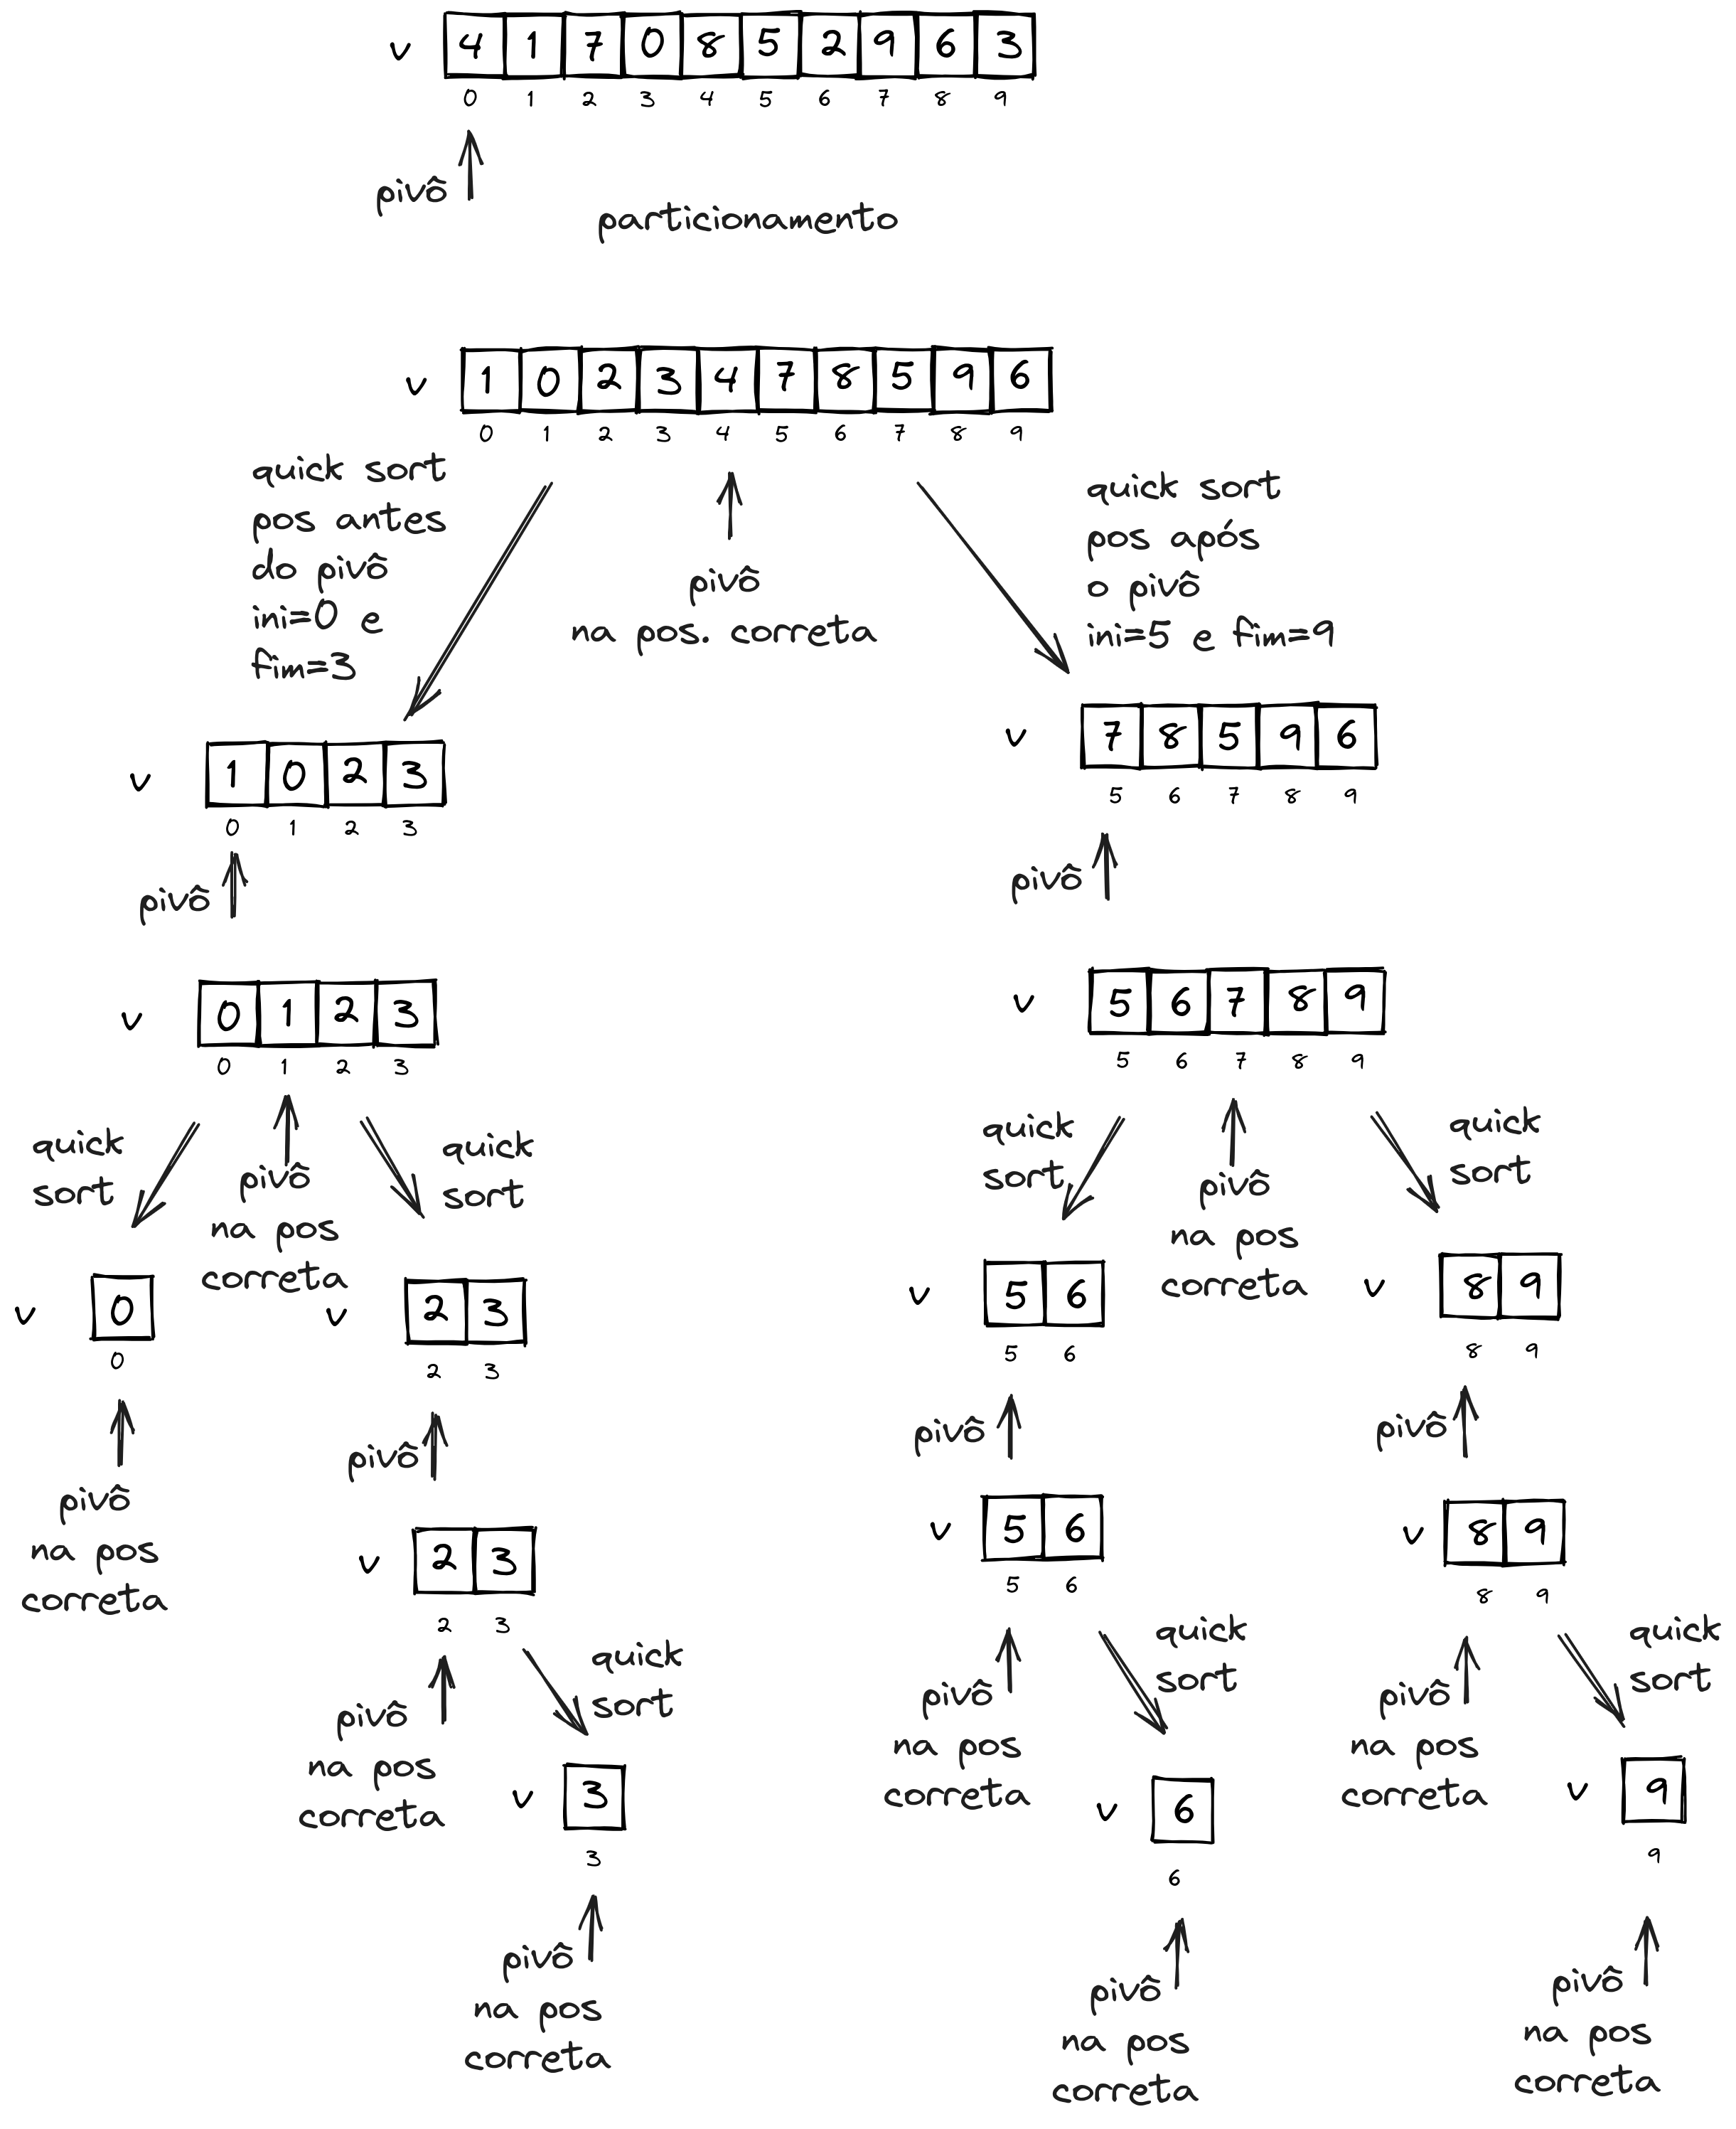 v 4 1 7 0 8 5 2 9 6 3
0 1 2 3 4 5 6 7 8 9
pivô
particionamento
v 1 0 2 3 4 7 8 5 9 6
0 1 2 3 4 5 6 7 8 9
quick sort
pos antes
do pivô
ini=0 e
fim=3
pivô
na pos. correta
quick sort
pos após
o pivô
ini=5 e fim=9
v 1 0 2 3
0 1 2 3
pivô
v 7 8 5 9 6
5 6 7 8 9
pivô
v 0 1 2 3
0 1 2 3
v 5 6 7 8 9
5 6 7 8 9
quick
sort
pivô
na pos
correta
quick
sort
quick
sort
pivô
na pos
correta
quick
sort
v 0
0
pivô
na pos
correta
v 2 3
2 3
pivô
v 5 6
5 6
pivô
v 8 9
8 9
pivô
v 2 3
2 3
pivô
na pos
correta
quick
sort
v 5 6
5 6
pivô
na pos
correta
quick
sort
v 8 9
8 9
pivô
na pos
correta
quick
sort
v 3
3
pivô
na pos
correta
v 6
6
pivô
na pos
correta
v 9
9
pivô
na pos
correta